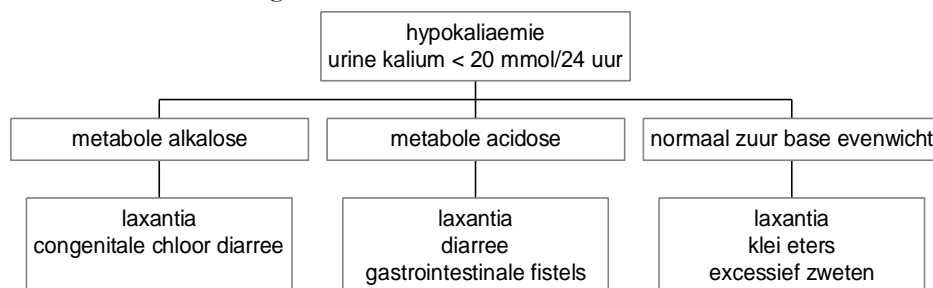 hypokaliaemie
urine kalium < 20 mmol/24 uur
metabole alkalose
metabole acidose
normaal zuur base evenwicht
laxantia
congenitale chloor diarree
laxantia
diarree
gastrointestinale fistels
laxantia
klei eters
excessief zweten